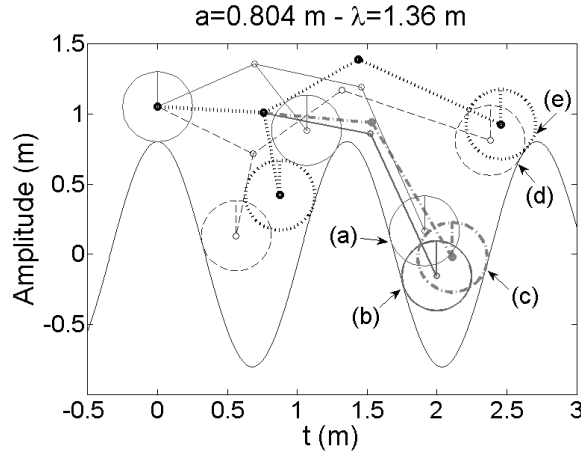 a=0.804 m - λ=1.36 m
Amplitude (m)
1.5
1
0.5
0
-0.5
(a)
(b)
(c)
(d)
(e)
-0.5 0 0.5 1 1.5 2 2.5 3
t (m)